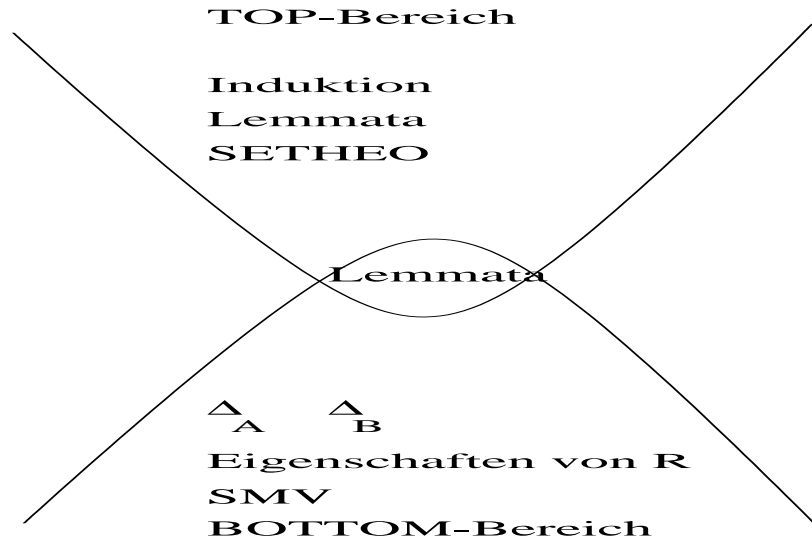 TOP-Bereich
Induktion
Lemmata
SETHEO
Lemmata
Δ_A Δ_B
Eigenschaften von R
SMV
BOTTOM-Bereich